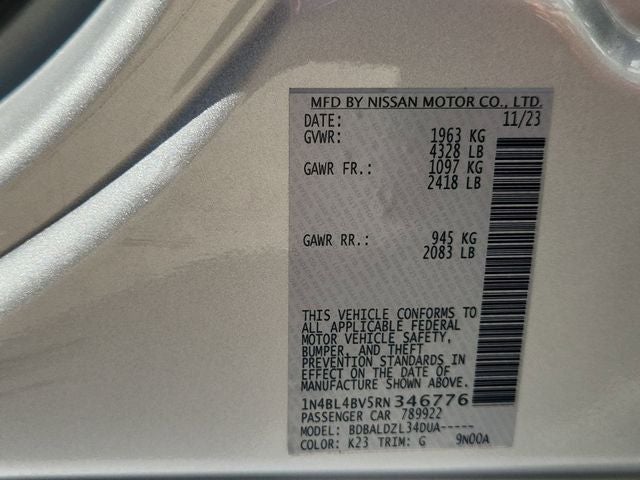 MFD BY NISSAN MOTOR CO., LTD.
DATE: 11/23
GVWR: 1963 KG
4328 LB
GAWR FR.: 1097 KG
2418 LB
GAWR RR.: 945 KG
2083 LB
THIS VEHICLE CONFORMS TO
ALL APPLICABLE FEDERAL
MOTOR VEHICLE SAFETY,
BUMPER, AND THEFT
PREVENTION STANDARDS IN
EFFECT ON THE DATE OF
MANUFACTURE SHOWN ABOVE.
1N4BL4BV5RN346776
PASSENGER CAR 789922
MODEL: BDBALDZL34DUA-----
COLOR: K23 TRIM: G 9N00A